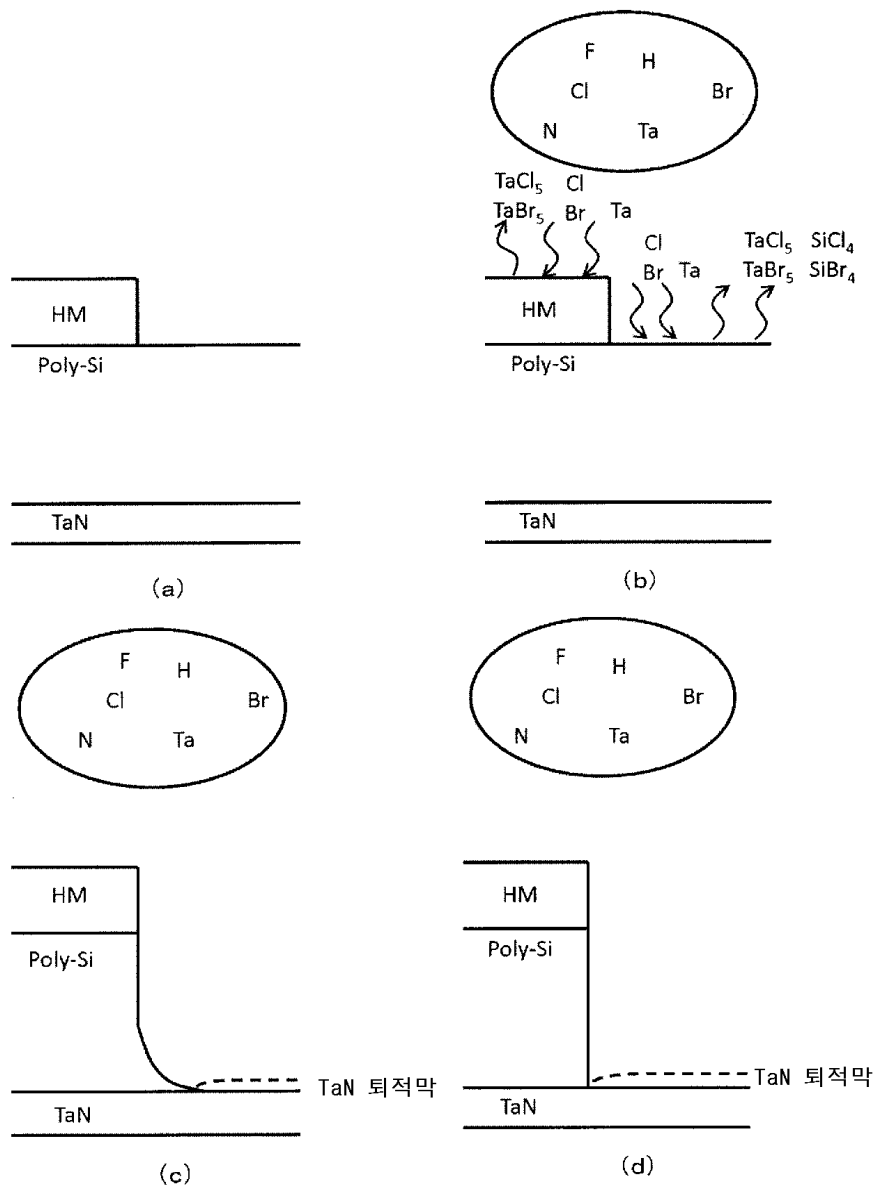 HM
Poly-Si
TaN
(a)
F H
Cl Br
N Ta
TaCl5 Cl
TaBr5 Br Ta
Cl TaCl5 SiCl4
Br Ta TaBr5 SiBr4
HM
Poly-Si
TaN
(b)
F H
Cl Br
N Ta
HM
Poly-Si
TaN 퇴적막
TaN
(c)
F H
Cl Br
N Ta
HM
Poly-Si
TaN 퇴적막
TaN
(d)